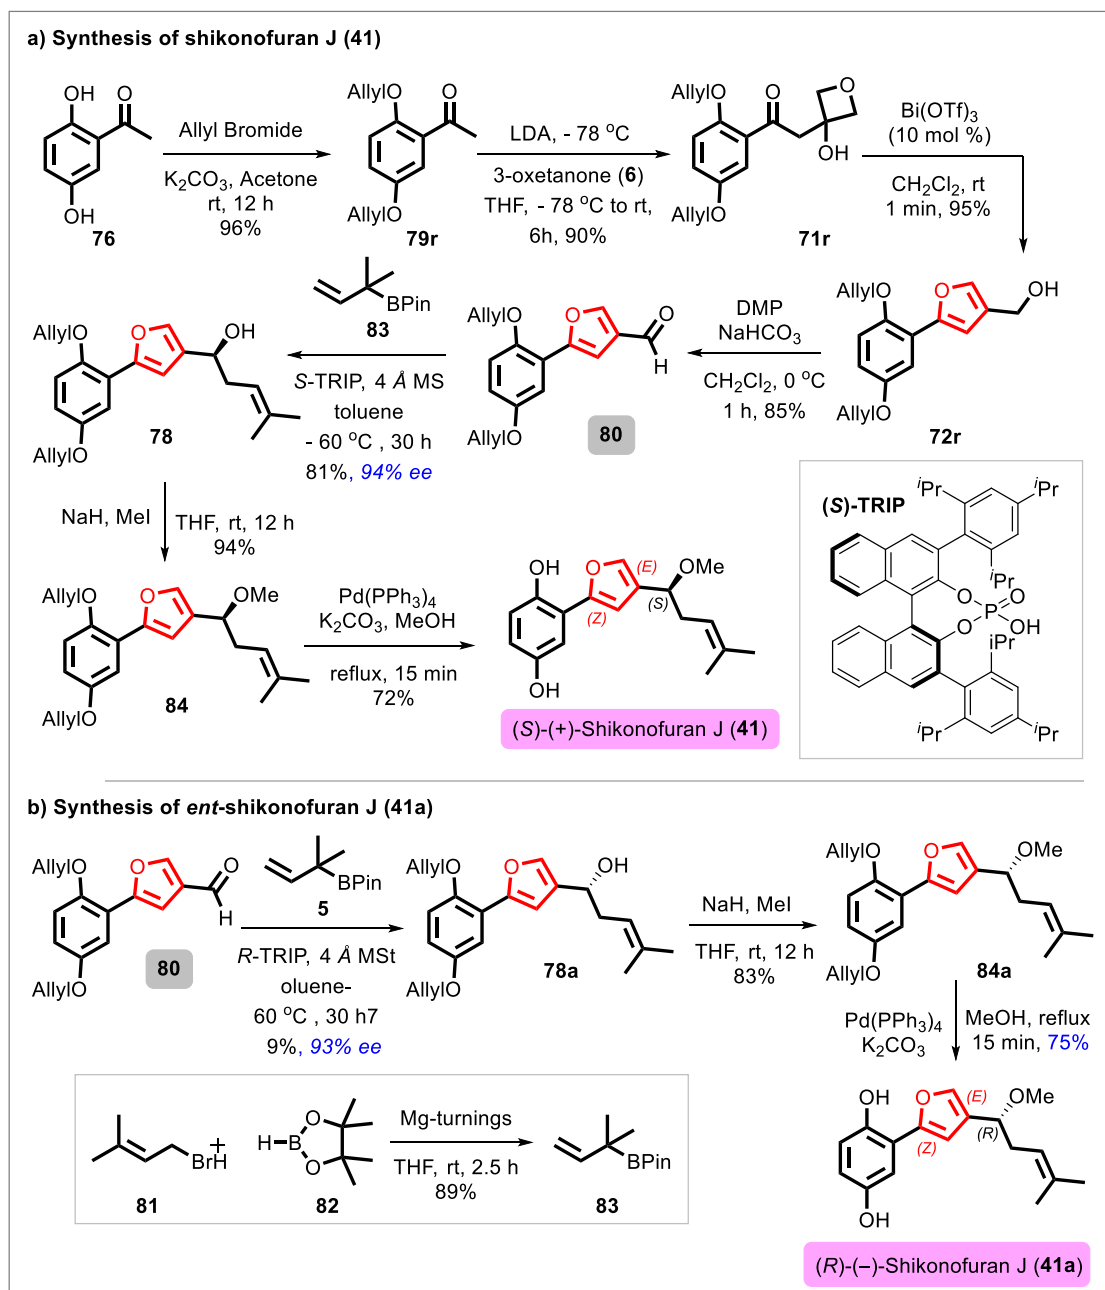 a) Synthesis of shikonofuran J (41)
OH
O
OH
76
Allyl Bromide
K2CO3, Acetone
rt, 12 h
96%
AllylO
O
AllylO
79r
LDA, - 78 °C
3-oxetanone (6)
THF, - 78 °C to rt,
6h, 90%
AllylO
O
O
OH
AllylO
71r
Bi(OTf)3
(10 mol %)
CH2Cl2, rt
1 min, 95%
AllylO
O
OH
AllylO
72r
DMP
NaHCO3
CH2Cl2, 0 °C
1 h, 85%
AllylO
O
O
H
AllylO
80
BPin
83
S-TRIP, 4 Å MS
toluene
- 60 °C , 30 h
81%, 94% ee
AllylO
O
OH
AllylO
78
NaH, MeI
THF, rt, 12 h
94%
AllylO
O
OMe
AllylO
84
Pd(PPh3)4
K2CO3, MeOH
reflux, 15 min
72%
OH
O
(E)
OMe
(S)
(Z)
OH
(S)-(+)-Shikonofuran J (41)
(S)-TRIP
iPr
iPr
iPr
O
O
P
O
OH
iPr
iPr
iPr
b) Synthesis of ent-shikonofuran J (41a)
AllylO
O
O
H
AllylO
80
BPin
5
R-TRIP, 4 Å MSt
oluene-
60 °C , 30 h7
9%, 93% ee
AllylO
O
OH
AllylO
78a
NaH, MeI
THF, rt, 12 h
83%
AllylO
O
OMe
AllylO
84a
Pd(PPh3)4
K2CO3
MeOH, reflux
15 min, 75%
OH
O
(E)
OMe
(R)
(Z)
OH
(R)-(–)-Shikonofuran J (41a)
BrH
+
81
H
B
O
O
82
Mg-turnings
THF, rt, 2.5 h
89%
BPin
83